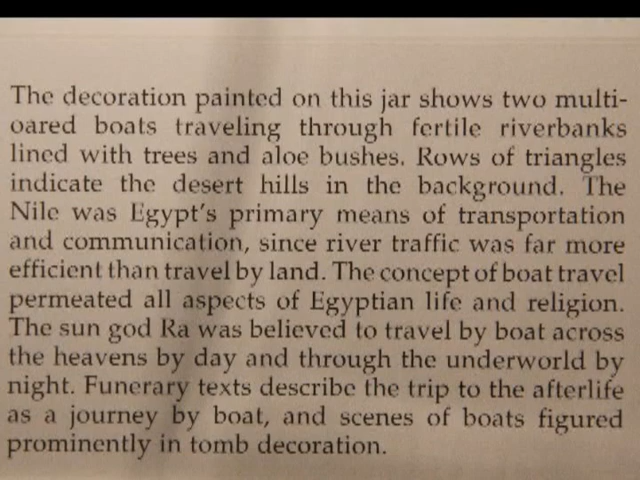 The decoration painted on this jar shows two multi-
oared boats traveling through fertile riverbanks
lined with trees and aloe bushes. Rows of triangles
indicate the desert hills in the background. The
Nile was Egypt's primary means of transportation
and communication, since river traffic was far more
efficient than travel by land. The concept of boat travel
permeated all aspects of Egyptian life and religion.
The sun god Ra was believed to travel by boat across
the heavens by day and through the underworld by
night. Funerary texts describe the trip to the afterlife
as a journey by boat, and scenes of boats figured
prominently in tomb decoration.